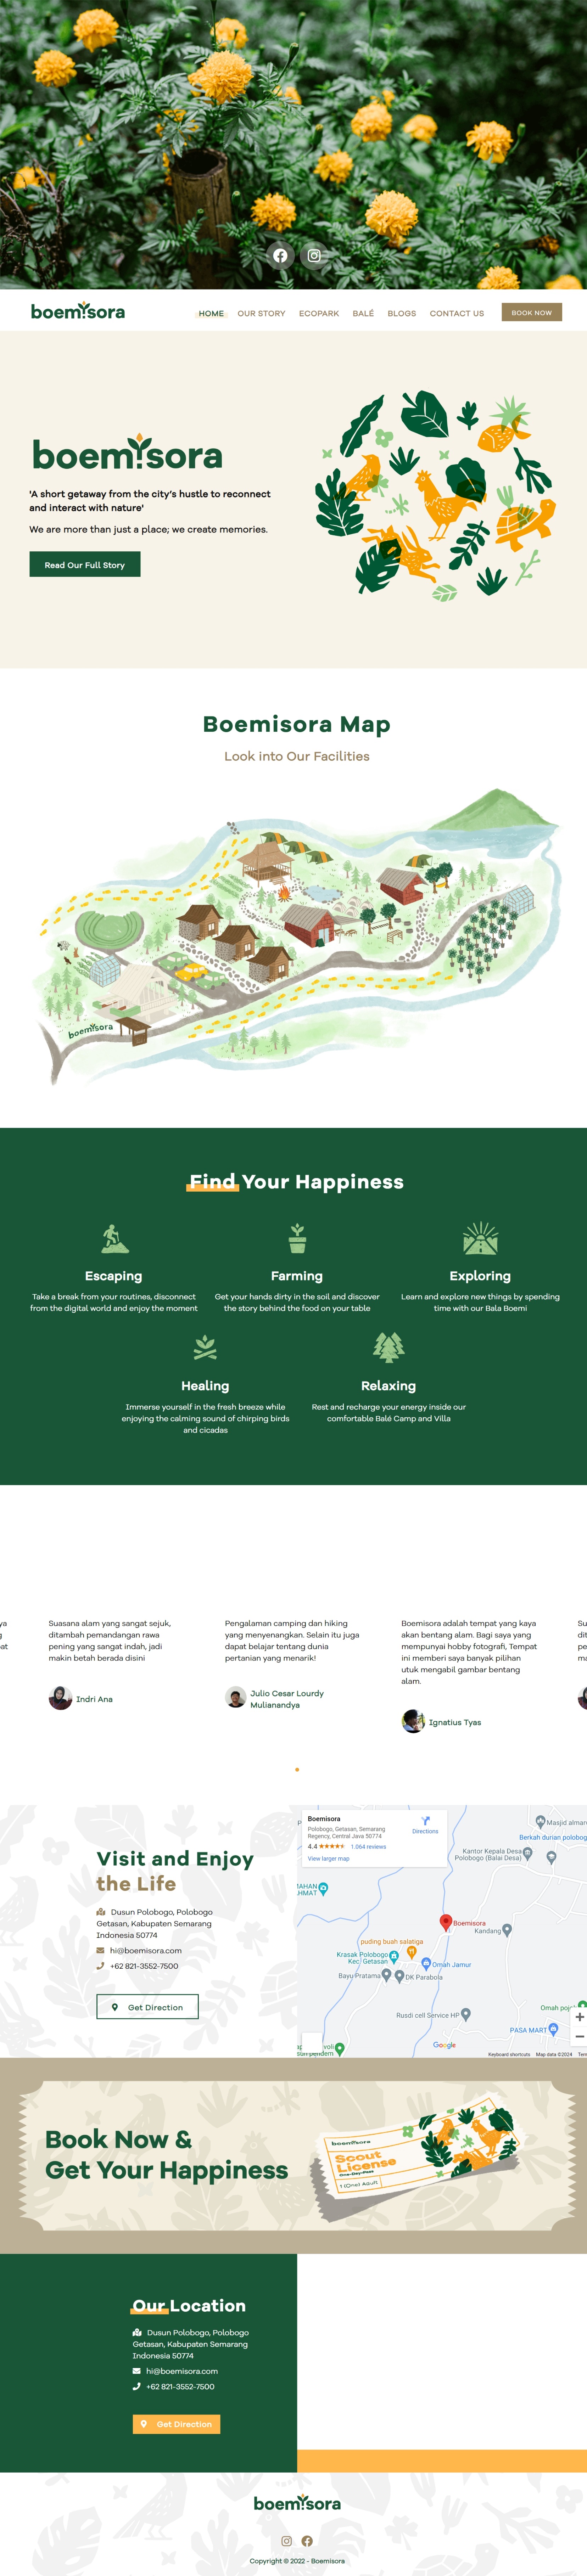 boemisora
HOME
OUR STORY
ECOPARK
BALÉ
BLOGS
CONTACT US
BOOK NOW
boemisora
'A short getaway from the city's hustle to reconnect
and interact with nature'
We are more than just a place; we create memories.
Read Our Full Story
Boemisora Map
Look into Our Facilities
boemisora
Find Your Happiness
Escaping
Take a break from your routines, disconnect
from the digital world and enjoy the moment
Farming
Get your hands dirty in the soil and discover
the story behind the food on your table
Exploring
Learn and explore new things by spending
time with our Bala Boemi
Healing
Immerse yourself in the fresh breeze while
enjoying the calming sound of chirping birds
and cicadas
Relaxing
Rest and recharge your energy inside our
comfortable Balé Camp and Villa
Suasana alam yang sangat sejuk,
ditambah pemandangan rawa
pening yang sangat indah, jadi
makin betah berada disini
Indri Ana
Pengalaman camping dan hiking
yang menyenangkan. Selain itu juga
dapat belajar tentang dunia
pertanian yang menarik!
Julio Cesar Lourdy
Mulianandya
Boemisora adalah tempat yang kaya
akan bentang alam. Bagi saya yang
mempunyai hobby fotografi, Tempat
ini memberi saya banyak pilihan
utuk mengabil gambar bentang
alam.
Ignatius Tyas
Visit and Enjoy
the Life
Dusun Polobogo, Polobogo
Getasan, Kabupaten Semarang
Indonesia 50774
hi@boemisora.com
+62 821-3552-7500
Get Direction
Boemisora
Polobogo, Getasan, Semarang
Regency, Central Java 50774
4.4
1,064 reviews
View larger map
Directions
Masjid almar
Berkah durian polobog
Kantor Kepala Desa
Polobogo (Balai Desa)
Boemisora
Kandang
puding buah salatiga
Krasak Polobogo
Kec. Getasan
Omah Jamur
Bayu Pratama
DK Parabola
Rusdi cell Service HP
PASA MART
Google
Keyboard shortcuts
Map data ©2024
Book Now &
Get Your Happiness
boemisora
Scout
License
One-Day-Pass
1 (One) Adult
Our Location
Dusun Polobogo, Polobogo
Getasan, Kabupaten Semarang
Indonesia 50774
hi@boemisora.com
+62 821-3552-7500
Get Direction
boemisora
Copyright © 2022 - Boemisora